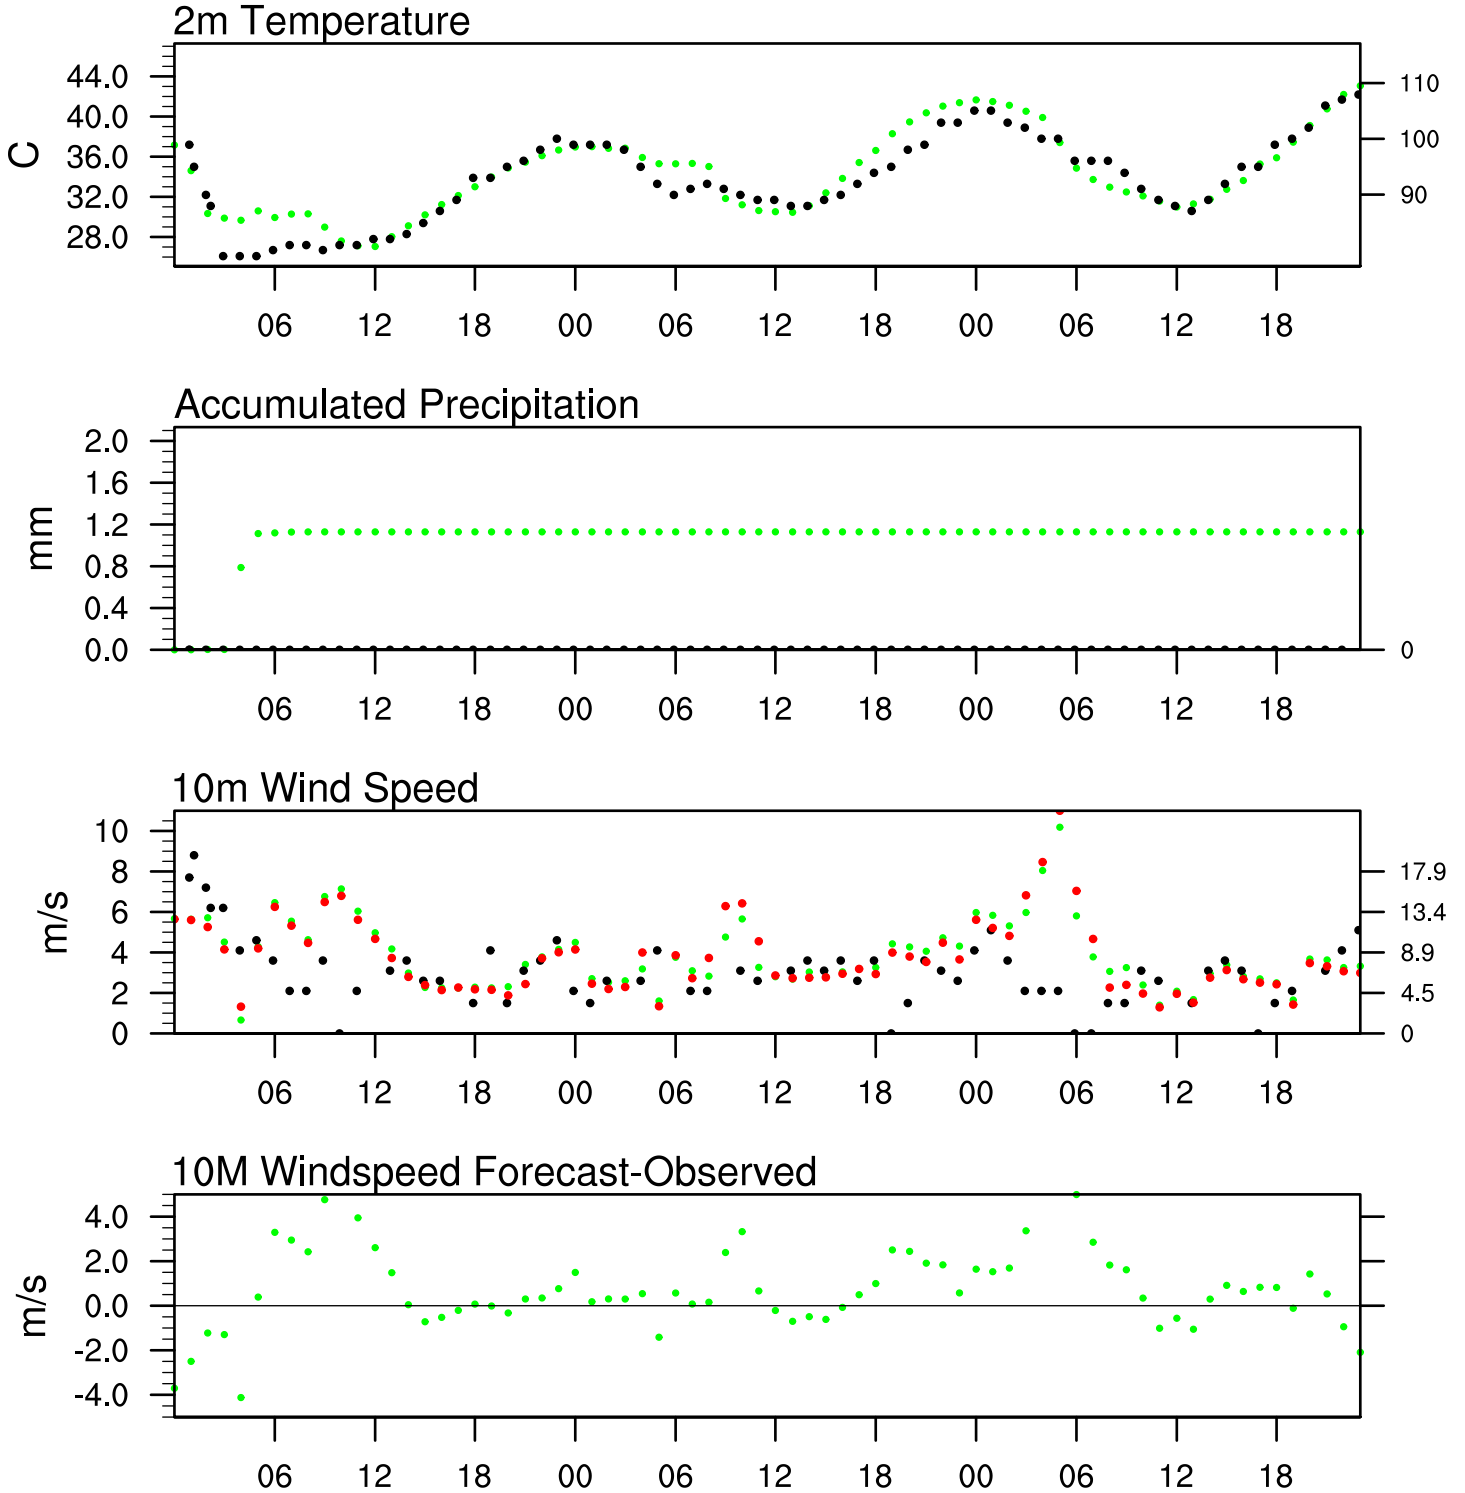 2m Temperature
44.0
110
40.0
100
C
36.0
32.0
90
28.0
06 12 18 00 06 12 18 00 06 12 18
Accumulated Precipitation
2.0
1.6
1.2
mm
0.8
0.4
0.0
0
06 12 18 00 06 12 18 00 06 12 18
10m Wind Speed
10
8
17.9
6
13.4
m/s
4
8.9
2
4.5
0
0
06 12 18 00 06 12 18 00 06 12 18
10M Windspeed Forecast-Observed
4.0
2.0
m/s
0.0
-2.0
-4.0
06 12 18 00 06 12 18 00 06 12 18